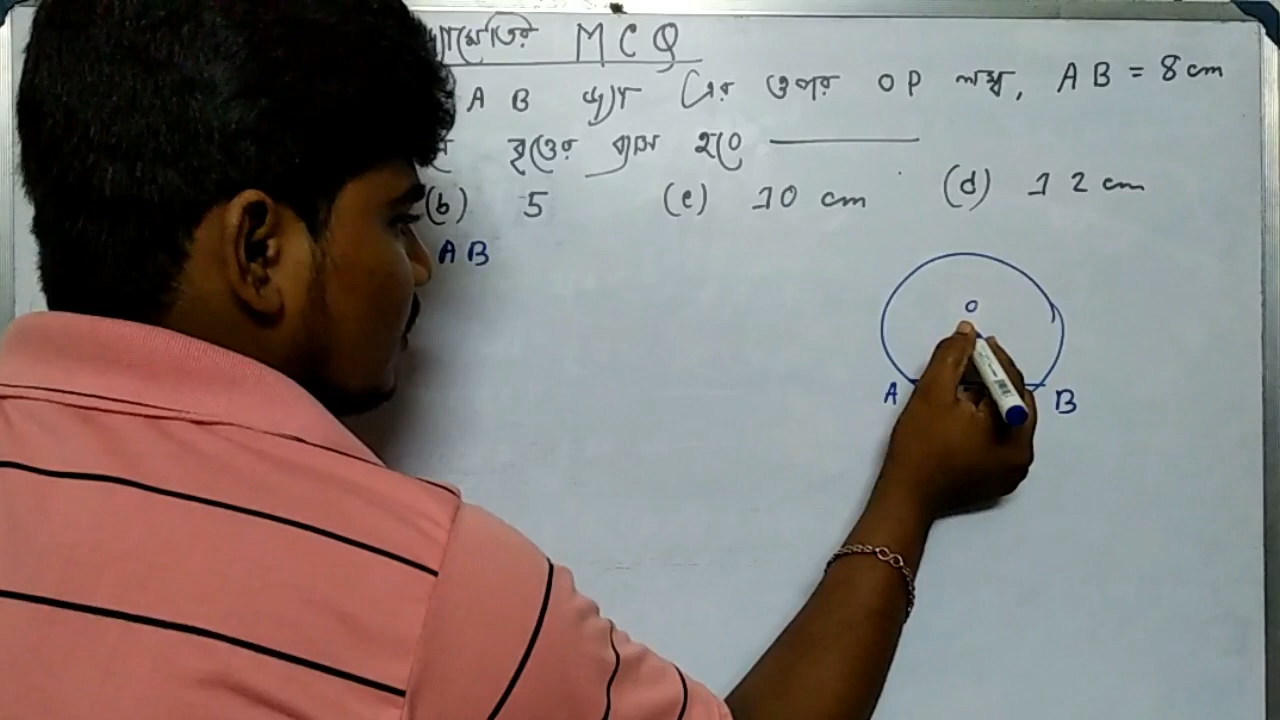 MCQ
AB জ্যা এর ওপর OP লম্ব, AB = 8 cm
বৃত্তের ব্যাস হবে
(b) 5 (c) 10 cm (d) 12 cm
AB
O
A
B